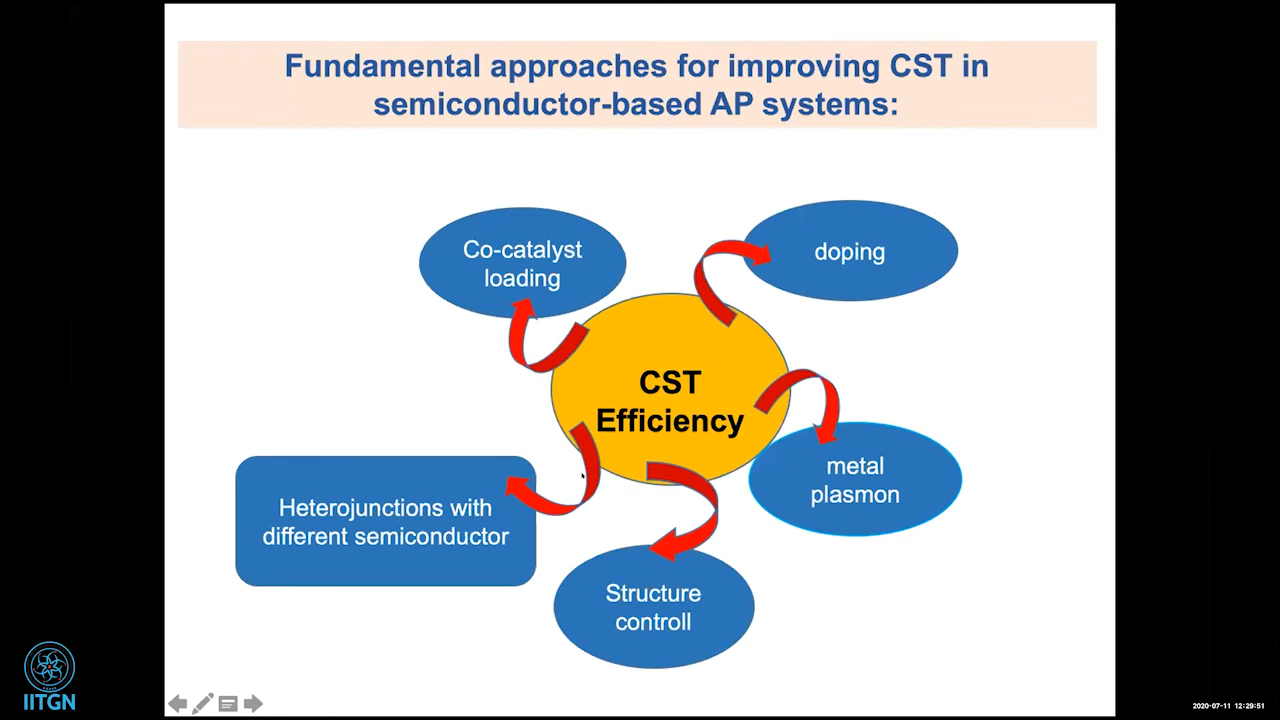 Fundamental approaches for improving CST in
semiconductor-based AP systems:
Co-catalyst
loading
doping
CST
Efficiency
metal
plasmon
Heterojunctions with
different semiconductor
Structure
controll
IITGN
2020-07-11 12:29:51